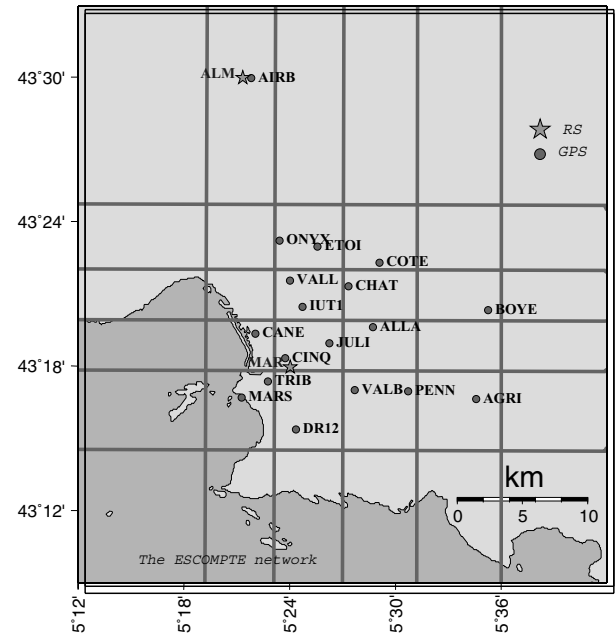 43°30'
ALM AIRB
RS
GPS
43°24'
ONYX
ETOI
COTE
VALL
CHAT
IUT1
BOYE
ALLA
CANE
JULI
CINQ
43°18'
MAR
TRIB
VALB
PENN
MARS
AGRI
DR12
km
0 5 10
43°12'
The ESCOMPTE network
5°12'
5°18'
5°24'
5°30'
5°36'